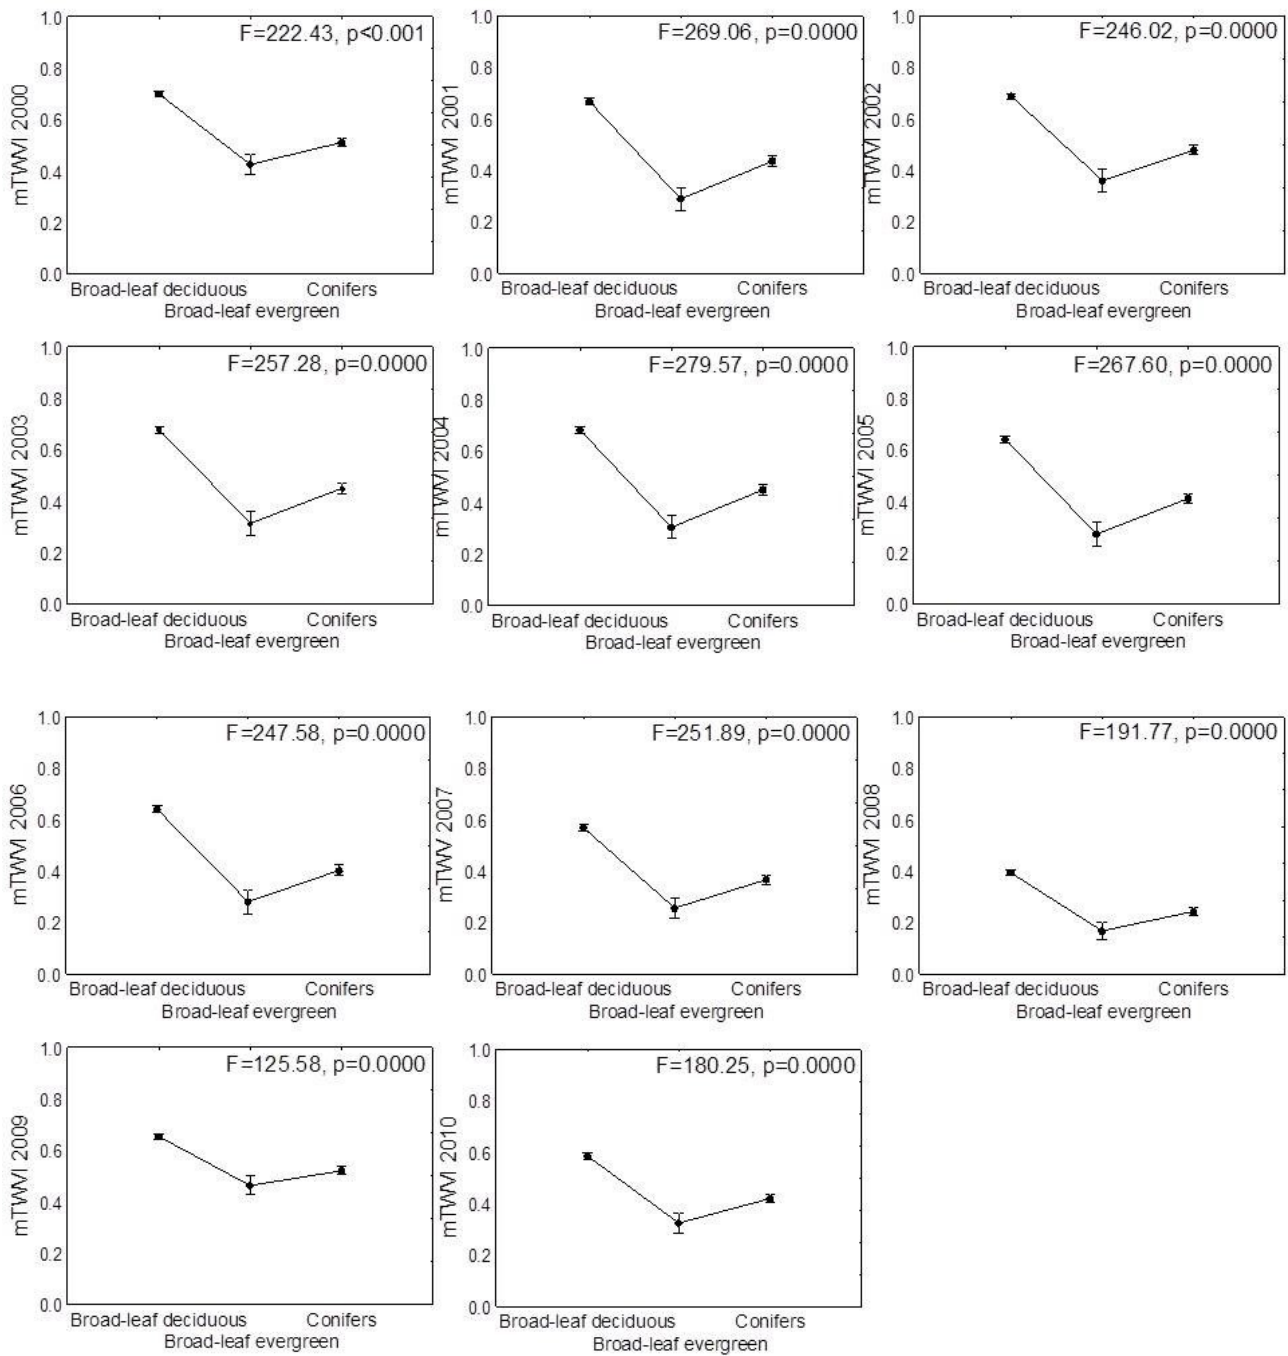 F=222.43, p<0.001
mTWVI 2000
1.0
0.8
0.6
0.4
0.2
0.0
Broad-leaf deciduous Conifers
Broad-leaf evergreen
F=269.06, p=0.0000
mTWVI 2001
1.0
0.8
0.6
0.4
0.2
0.0
Broad-leaf deciduous Conifers
Broad-leaf evergreen
F=246.02, p=0.0000
mTWVI 2002
1.0
0.8
0.6
0.4
0.2
0.0
Broad-leaf deciduous Conifers
Broad-leaf evergreen
F=257.28, p=0.0000
mTWVI 2003
1.0
0.8
0.6
0.4
0.2
0.0
Broad-leaf deciduous Conifers
Broad-leaf evergreen
F=279.57, p=0.0000
mTWVI 2004
1.0
0.8
0.6
0.4
0.2
0.0
Broad-leaf deciduous Conifers
Broad-leaf evergreen
F=267.60, p=0.0000
mTWVI 2005
1.0
0.8
0.6
0.4
0.2
0.0
Broad-leaf deciduous Conifers
Broad-leaf evergreen
F=247.58, p=0.0000
mTWVI 2006
1.0
0.8
0.6
0.4
0.2
0.0
Broad-leaf deciduous Conifers
Broad-leaf evergreen
F=251.89, p=0.0000
mTWV 2007
1.0
0.8
0.6
0.4
0.2
0.0
Broad-leaf deciduous Conifers
Broad-leaf evergreen
F=191.77, p=0.0000
mTWVI 2008
1.0
0.8
0.6
0.4
0.2
0.0
Broad-leaf deciduous Conifers
Broad-leaf evergreen
F=125.58, p=0.0000
mTWVI 2009
1.0
0.8
0.6
0.4
0.2
0.0
Broad-leaf deciduous Conifers
Broad-leaf evergreen
F=180.25, p=0.0000
mTWVI 2010
1.0
0.8
0.6
0.4
0.2
0.0
Broad-leaf deciduous Conifers
Broad-leaf evergreen